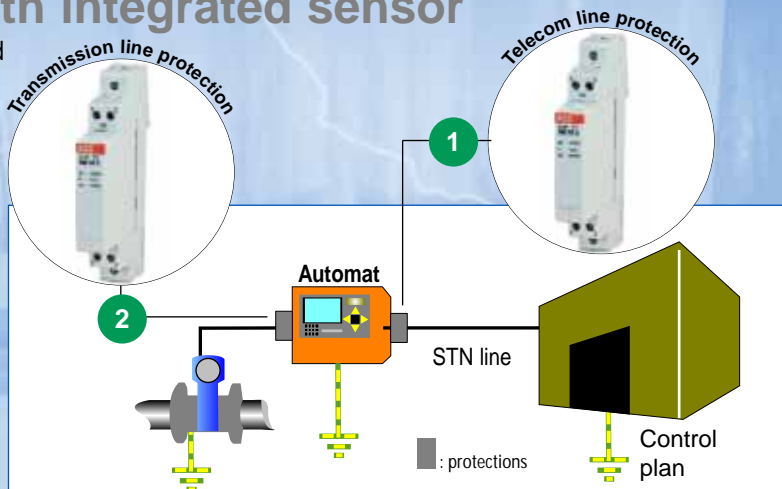 th integrated sensor
d
Transmission line protection
Telecom line protection
1
Automat
2
STN line
: protections
Control
plan